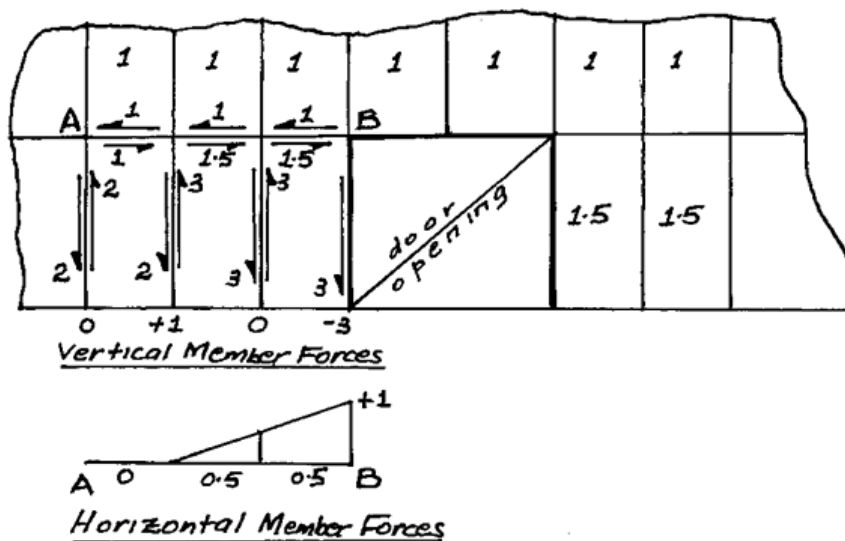 1 1 1 1 1 1 1
A 1 1 1 B
1 1.5 1.5
2 3 3
door opening
1.5 1.5
2 2 3 3
0 +1 0 -3
Vertical Member Forces
+1
A 0 0.5 0.5 B
Horizontal Member Forces